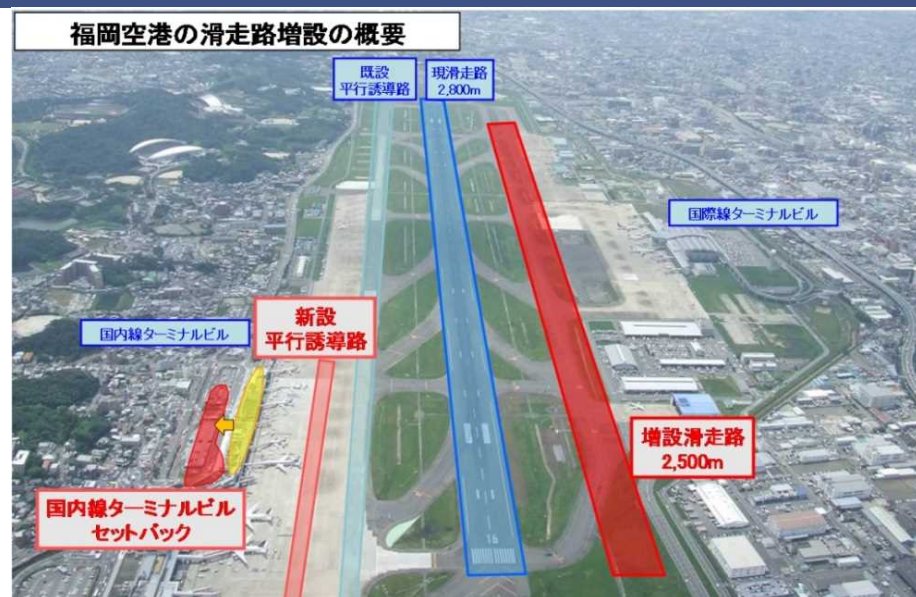 福岡空港の滑走路増設の概要
既設
平行誘導路
現滑走路
2,800m
国際線ターミナルビル
国内線ターミナルビル
新設
平行誘導路
増設滑走路
2,500m
国内線ターミナルビル
セットバック
16